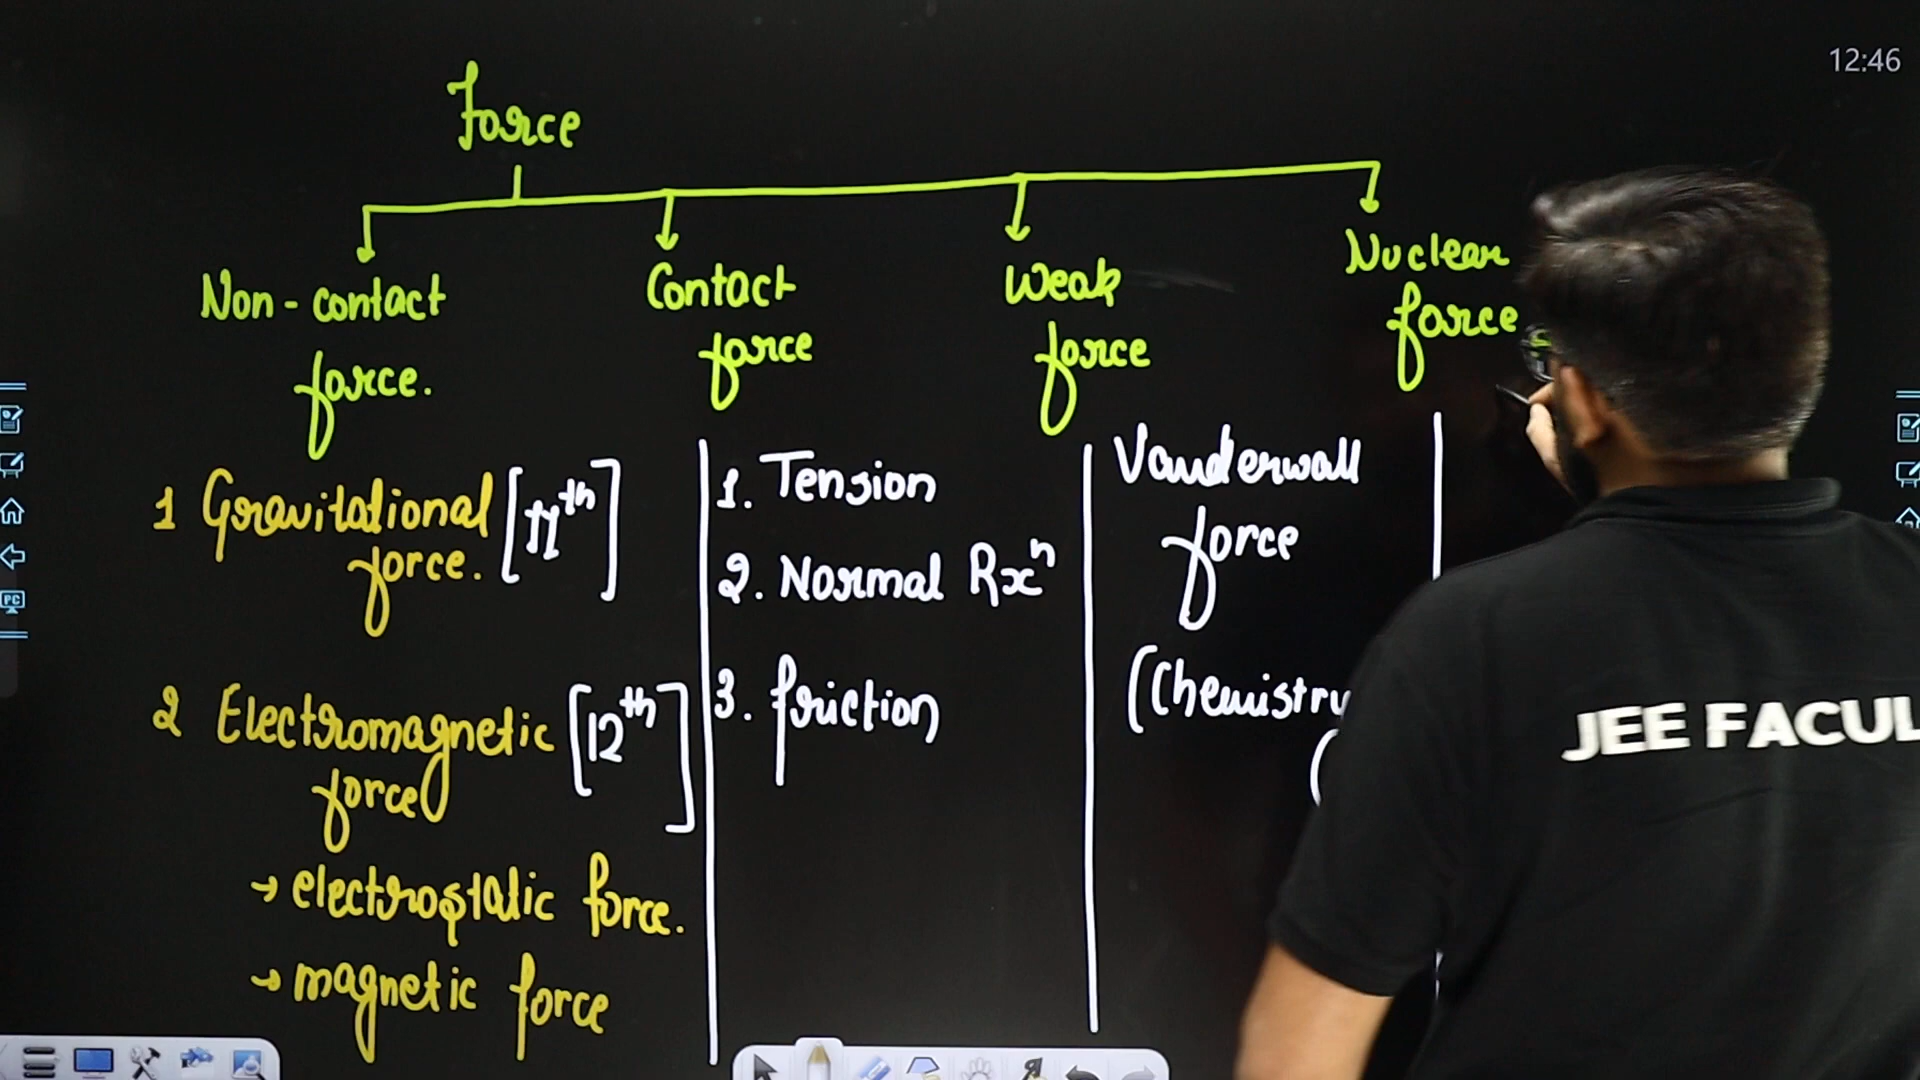 12:46
Force
Non-contact
force.
Contact
force
Weak
force
Nuclear
force
1 Gravitational
force. [11th]
2 Electromagnetic
force [12th]
→ electrostatic force.
→ magnetic force
1. Tension
2. Normal Rxn
3. friction
Vanderwall
force
(Chemistry
JEE FACUL
PC